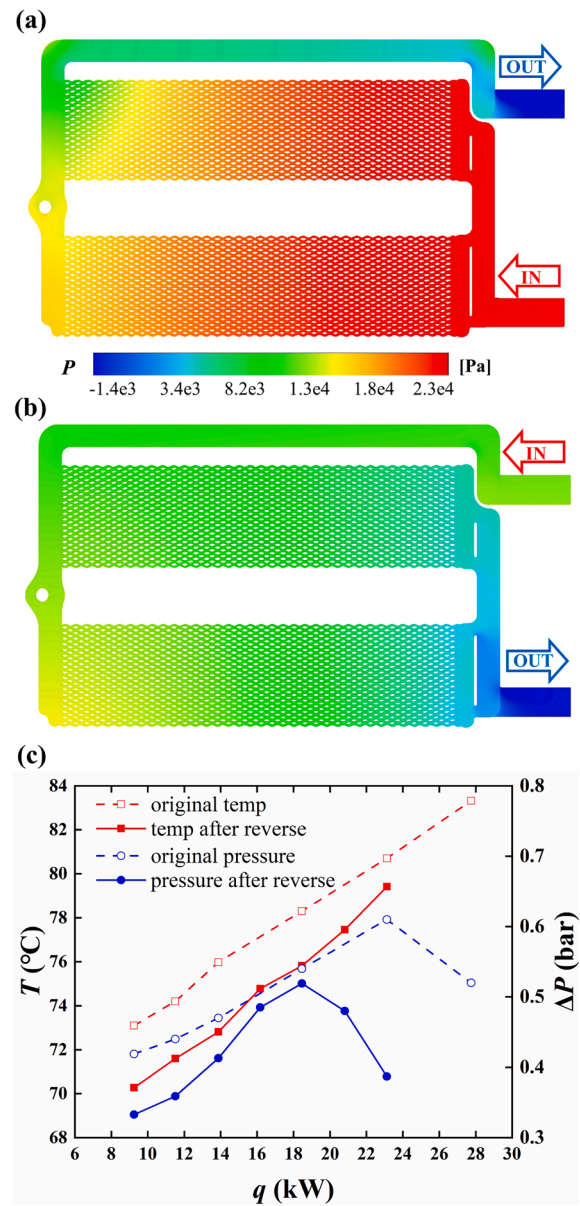 (a)
OUT
IN
P
[Pa]
-1.4e3 3.4e3 8.2e3 1.3e4 1.8e4 2.3e4
(b)
IN
OUT
(c)
original temp
temp after reverse
original pressure
pressure after reverse
84
82
80
78
76
74
72
70
68
T (°C)
0.8
0.7
0.6
0.5
0.4
0.3
ΔP (bar)
6 8 10 12 14 16 18 20 22 24 26 28 30
q (kW)